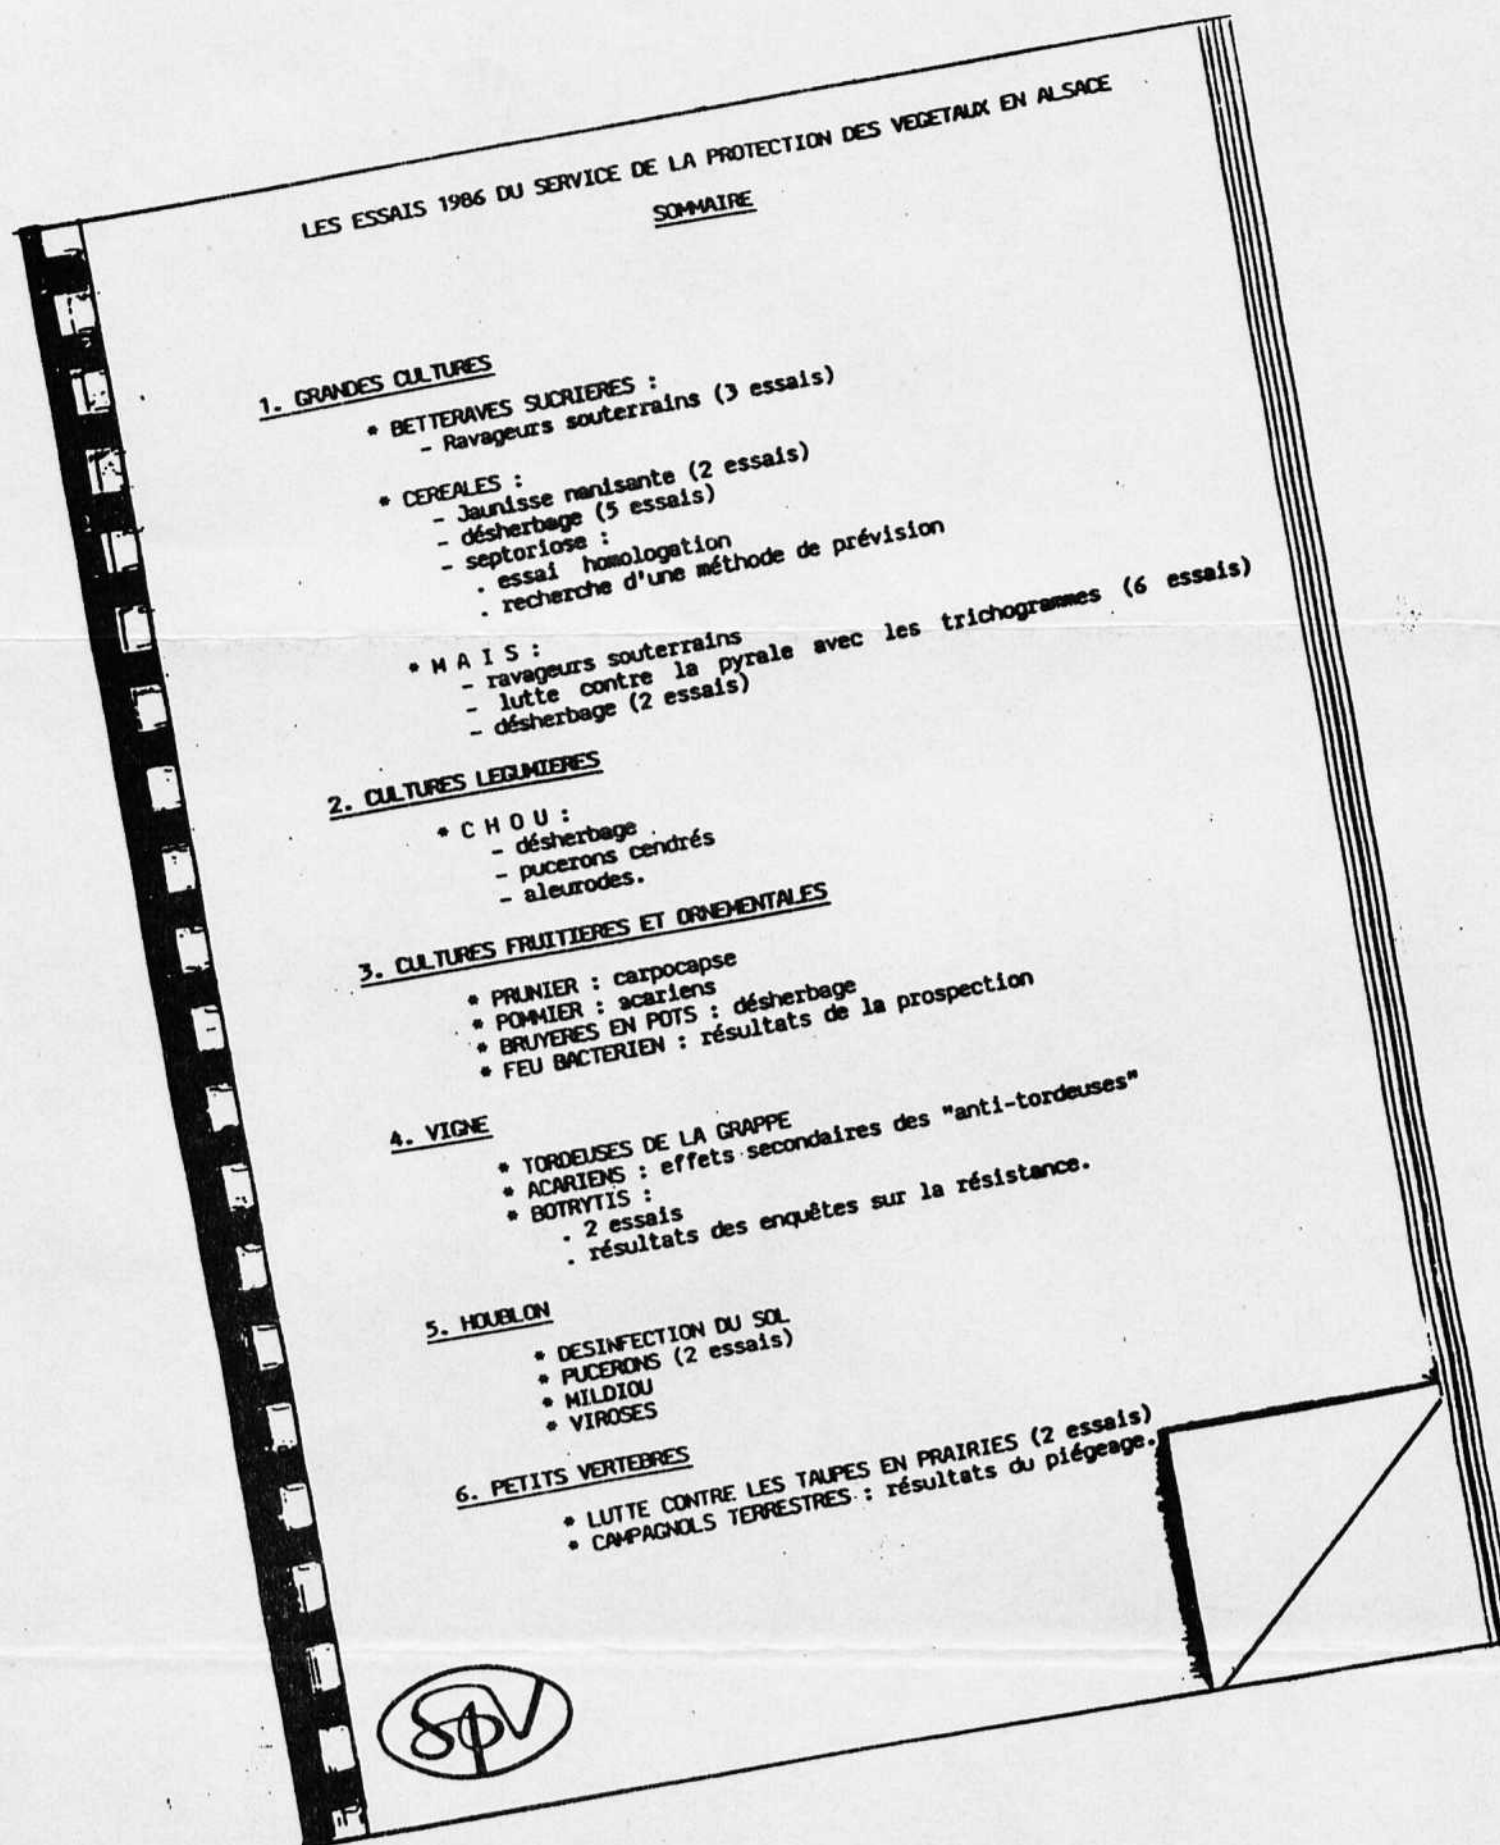 LES ESSAIS 1986 DU SERVICE DE LA PROTECTION DES VEGETAUX EN ALSACE
SOMMAIRE
1. GRANDES CULTURES
* BETTERAVES SUCRIERES :
- Ravageurs souterrains (3 essais)
* CEREALES :
- Jaunisse nanisante (2 essais)
- désherbage (5 essais)
- septoriose :
. essai homologation
. recherche d'une méthode de prévision
* M A I S :
- ravageurs souterrains
- lutte contre la pyrale avec les trichogrammes (6 essais)
- désherbage (2 essais)
2. CULTURES LEGUMIERES
* C H O U :
- désherbage
- pucerons cendrés
- aleurodes.
3. CULTURES FRUITIERES ET ORNEMENTALES
* PRUNIER : carpocapse
* POMMIER : acariens
* BRUYERES EN POTS : désherbage
* FEU BACTERIEN : résultats de la prospection
4. VIGNE
* TORDEUSES DE LA GRAPPE
* ACARIENS : effets secondaires des "anti-tordeuses"
* BOTRYTIS :
. 2 essais
. résultats des enquêtes sur la résistance.
5. HOUBLON
* DESINFECTION DU SOL
* PUCERONS (2 essais)
* MILDIOU
* VIROSES
6. PETITS VERTEBRES
* LUTTE CONTRE LES TAUPES EN PRAIRIES (2 essais)
* CAMPAGNOLS TERRESTRES : résultats du piégeage.
SPV